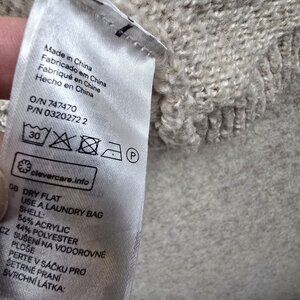 Made in China
Fabricado em China
Fabriqué en Chine
Hecho en China
O/N 747470
P/N 0320272.2
30
P
clevercare.info
GB DRY FLAT
USE A LAUNDRY BAG
SHELL:
56% ACRYLIC
44% POLYESTER
CZ SUŠENÍ NA VODOROVNÉ
PLOŠE
PERTE V SÁČKU PRO
ŠETRNÉ PRANÍ
SVRCHNÍ LÁTKA: